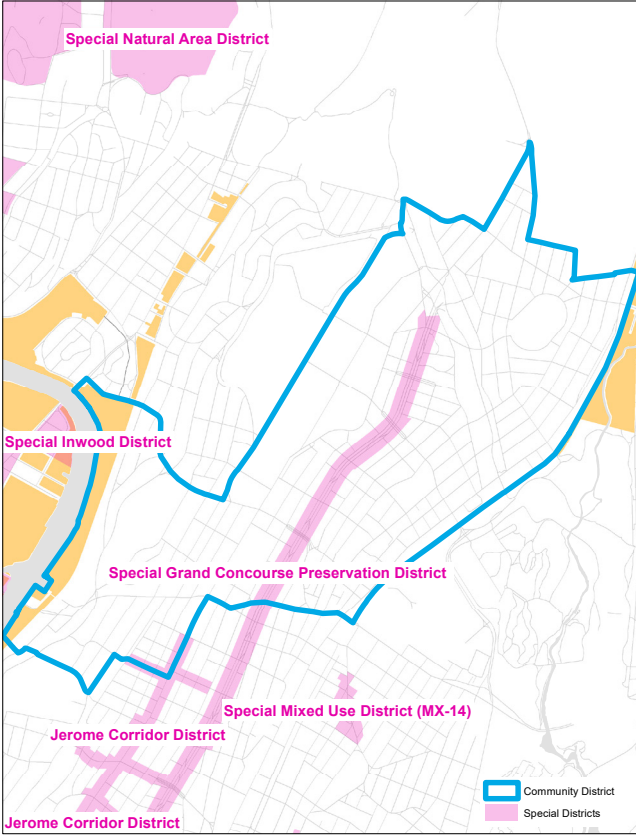 Special Natural Area District
Special Inwood District
Special Grand Concourse Preservation District
Special Mixed Use District (MX-14)
Jerome Corridor District
Jerome Corridor District
Community District
Special Districts